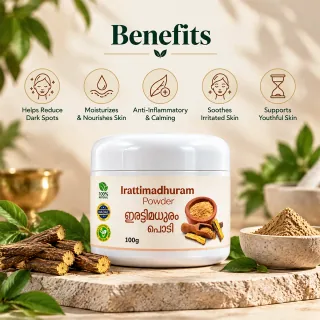 Benefits
Helps Reduce
Dark Spots
Moisturizes
& Nourishes Skin
Anti-Inflammatory
& Calming
Soothes
Irritated Skin
Supports
Youthful Skin
100%
Irattimadhuram
Powder
ഇരട്ടിമധുരം
പൊടി
100g